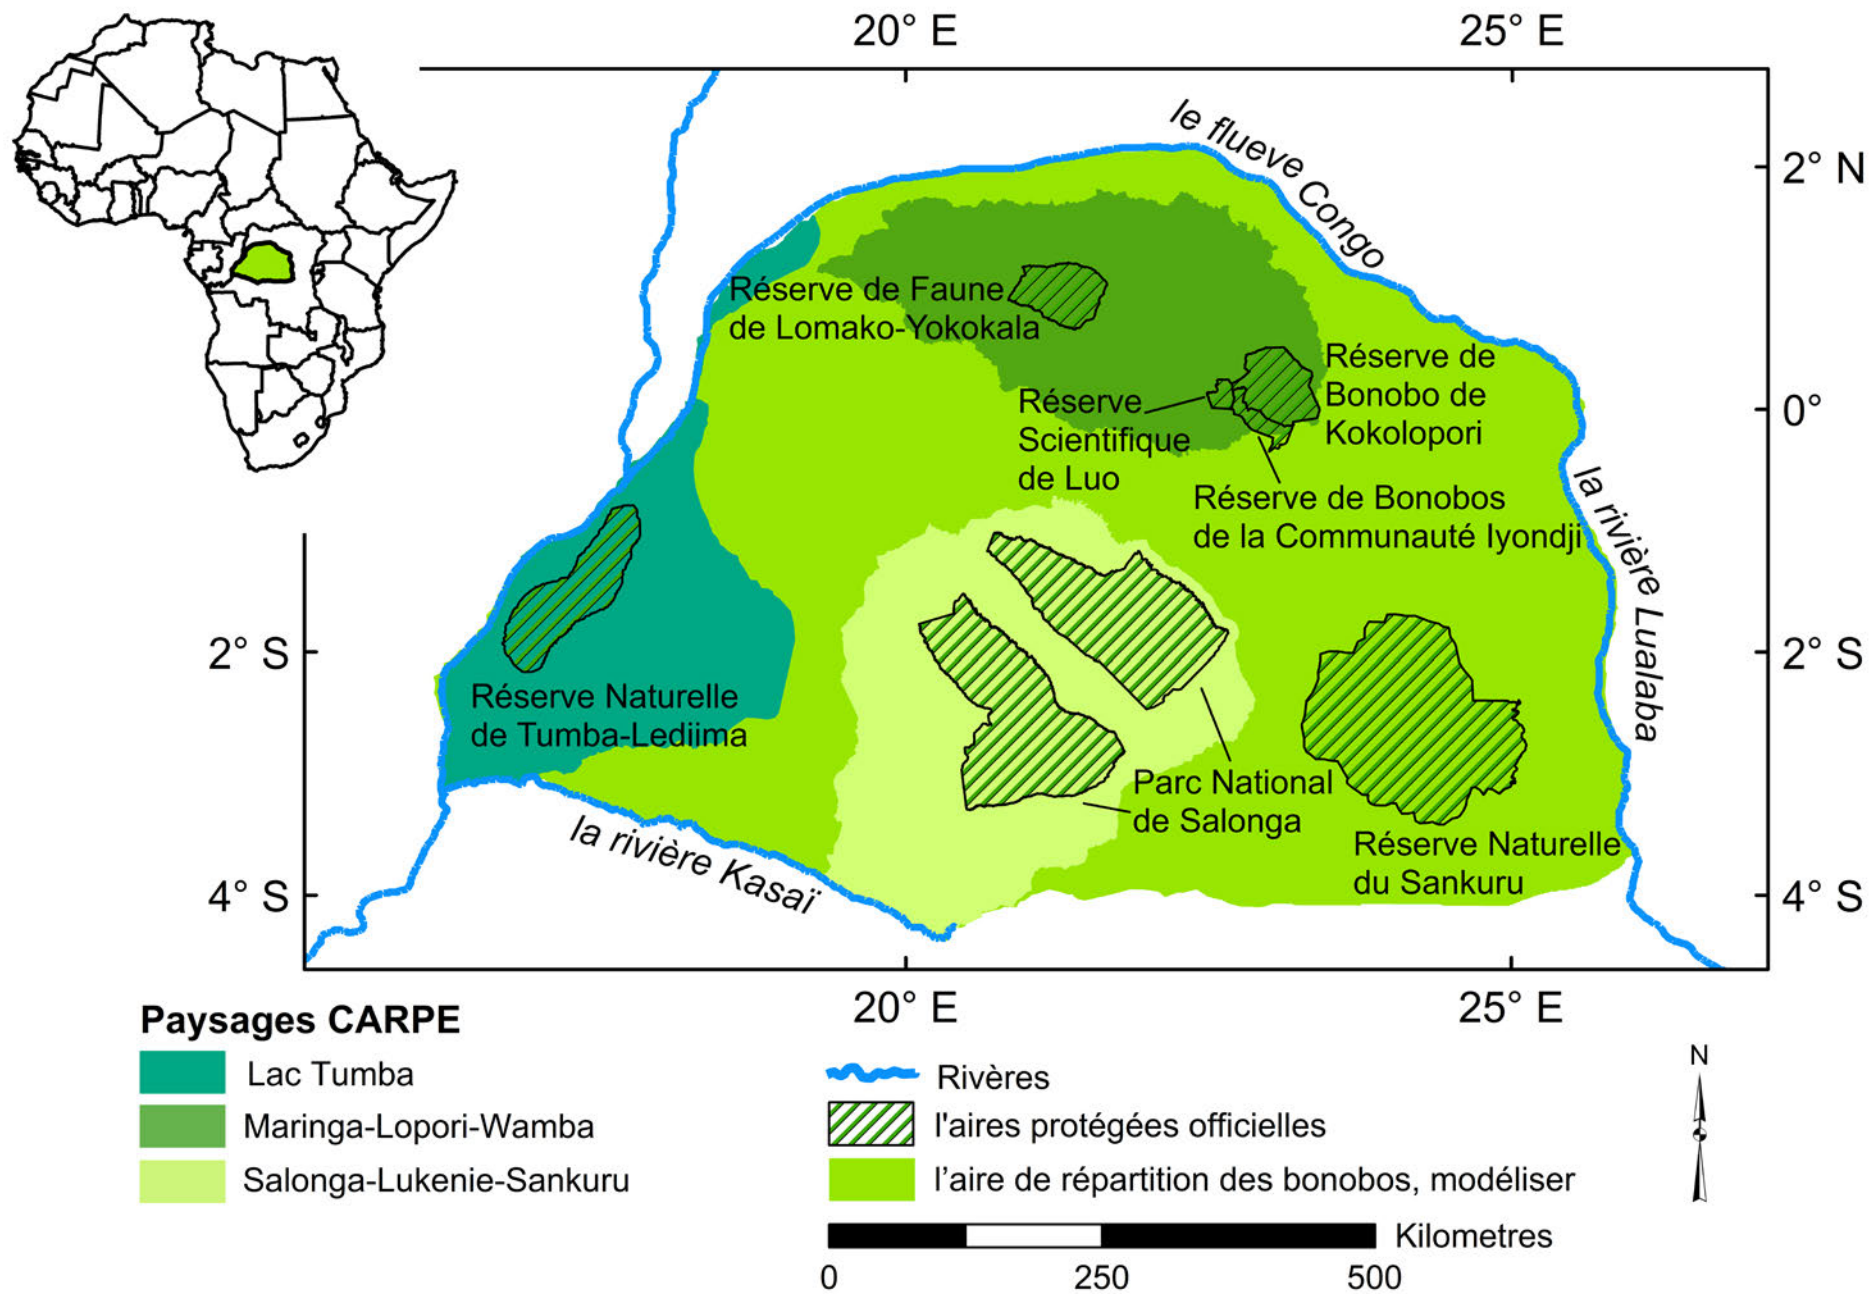 20° E
25° E
le flueve Congo
2° N
Réserve de Faune
de Lomako-Yokokala
Réserve de
Bonobo de
Kokolopori
0°
Réserve
Scientifique
de Luo
Réserve de Bonobos
de la Communauté Iyondji
la rivière Lualaba
2° S
2° S
Réserve Naturelle
de Tumba-Lediima
Parc National
de Salonga
la rivière Kasaï
Réserve Naturelle
du Sankuru
4° S
4° S
20° E
25° E
Paysages CARPE
Lac Tumba
Maringa-Lopori-Wamba
Salonga-Lukenie-Sankuru
Rivères
l'aires protégées officielles
l’aire de répartition des bonobos, modéliser
Kilometres
0
250
500
N